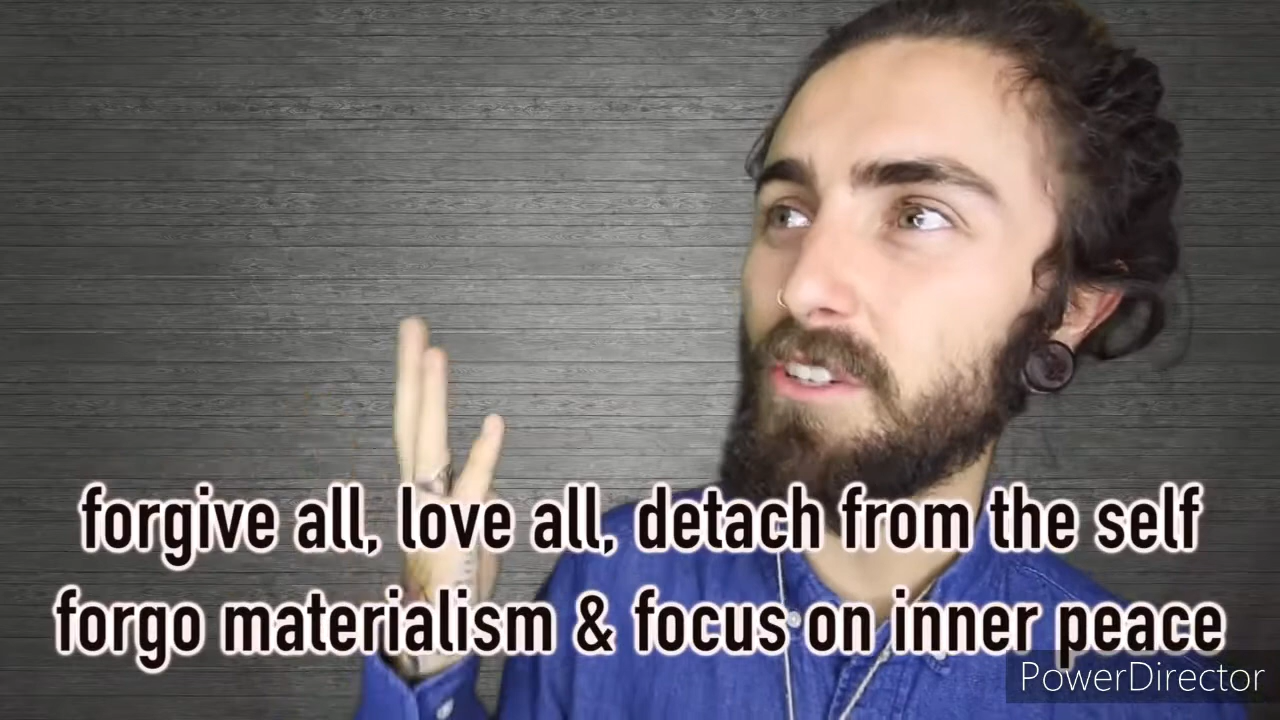 forgive all, love all, detach from the self
forgo materialism & focus on inner peace
PowerDirector